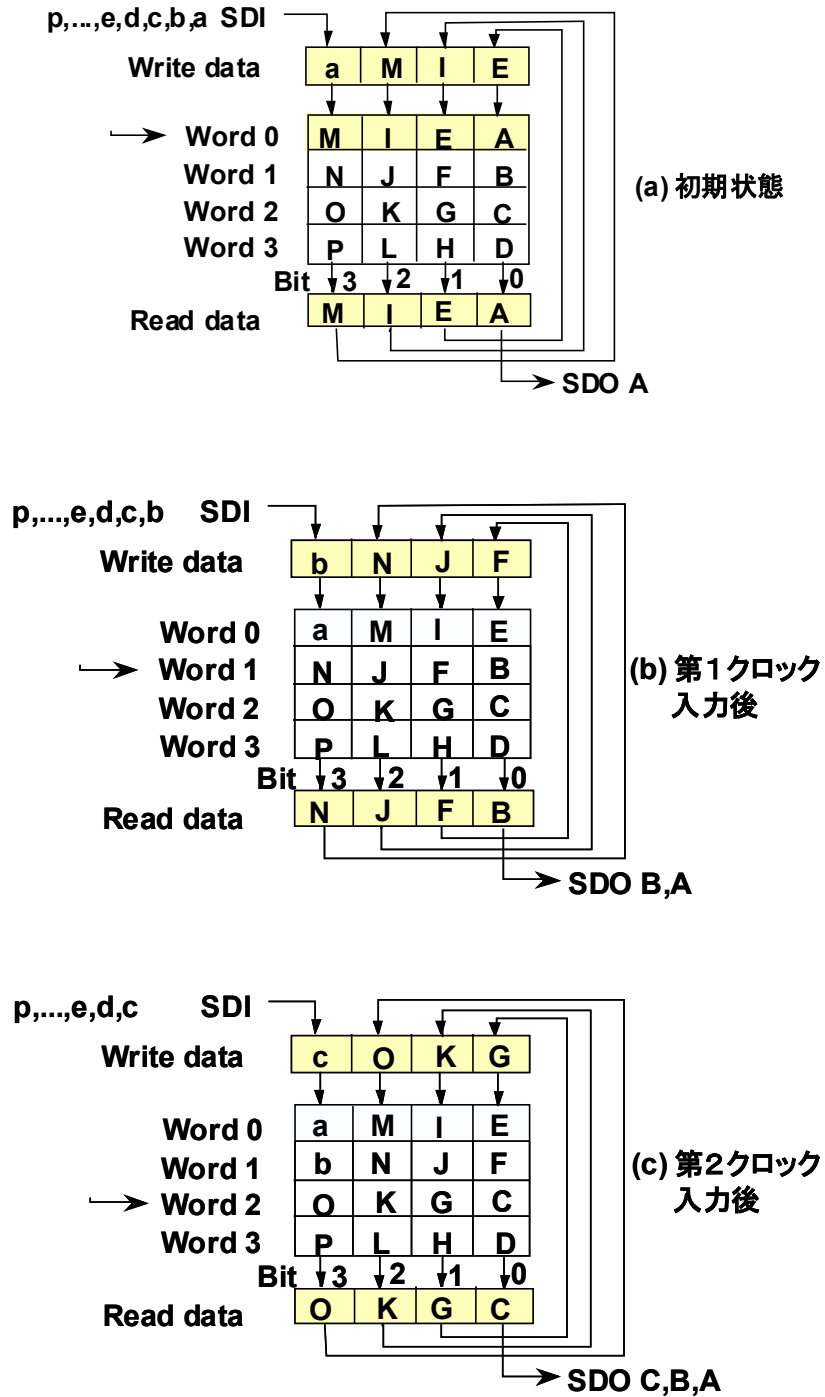 p,...,e,d,c,b,a SDI
Write data a M I E
Word 0 M I E A
Word 1 N J F B
Word 2 O K G C
Word 3 P L H D
Bit 3 2 1 0
Read data M I E A
SDO A
(a) 初期状態
p,...,e,d,c,b SDI
Write data b N J F
Word 0 a M I E
Word 1 N J F B
Word 2 O K G C
Word 3 P L H D
Bit 3 2 1 0
Read data N J F B
SDO B,A
(b) 第1クロック
入力後
p,...,e,d,c SDI
Write data c O K G
Word 0 a M I E
Word 1 b N J F
Word 2 O K G C
Word 3 P L H D
Bit 3 2 1 0
Read data O K G C
SDO C,B,A
(c) 第2クロック
入力後